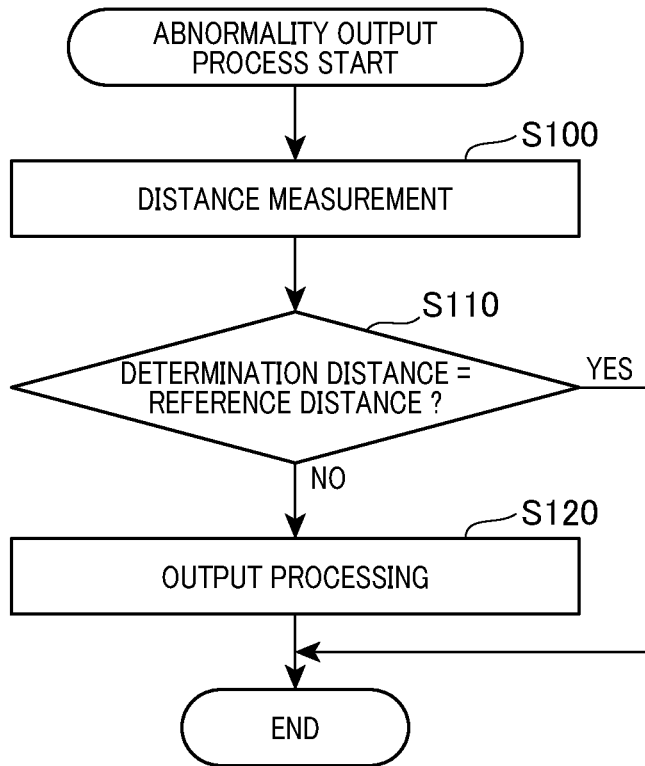 ABNORMALITY OUTPUT
PROCESS START
S100
DISTANCE MEASUREMENT
S110
DETERMINATION DISTANCE =
REFERENCE DISTANCE ?
YES
NO
S120
OUTPUT PROCESSING
END